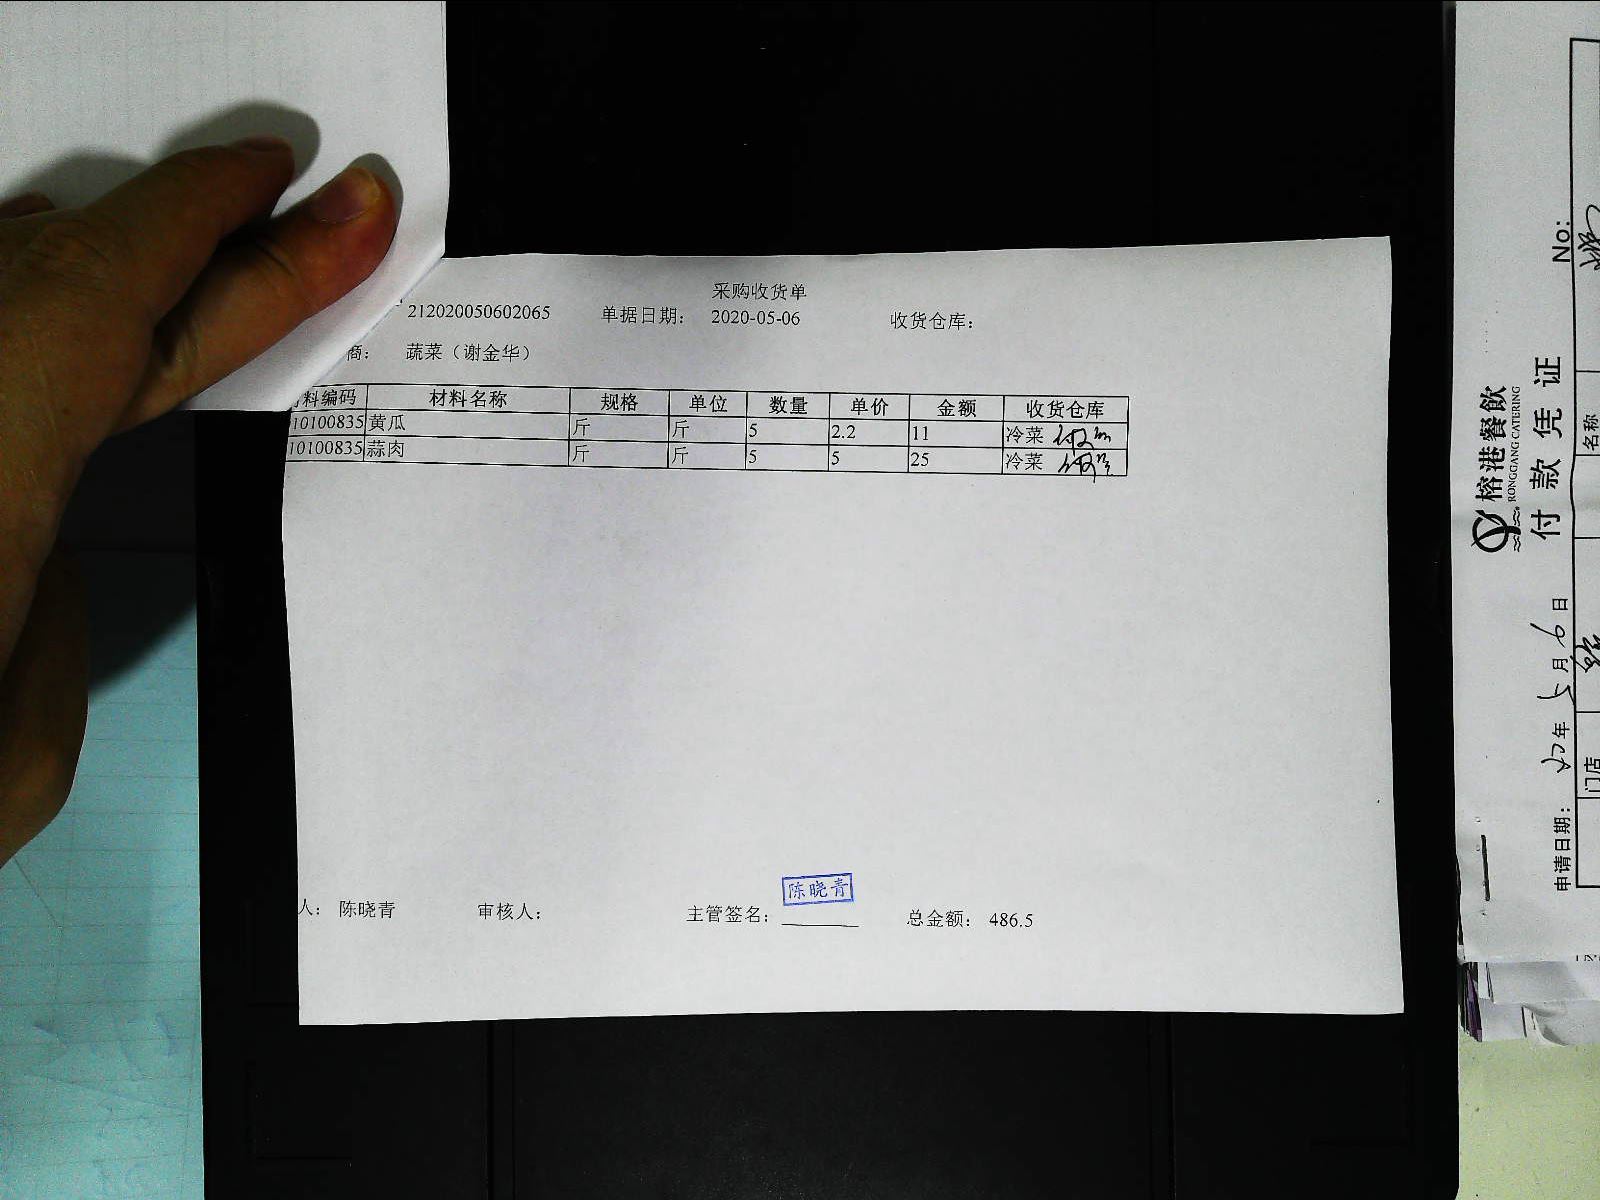 采购收货单
212020050602065 单据日期： 2020-05-06 收货仓库：
商： 蔬菜（谢金华）
料编码 材料名称 规格 单位 数量 单价 金额 收货仓库
10100835 黄瓜 斤 斤 5 2.2 11 冷菜
10100835 蒜肉 斤 斤 5 5 25 冷菜
陈晓青
人： 陈晓青 审核人： 主管签名： 总金额： 486.5
榕港餐飲
RONGGANG CATERING
付款凭证
No:
申请日期： 年 5 月 9 日
门店 名称